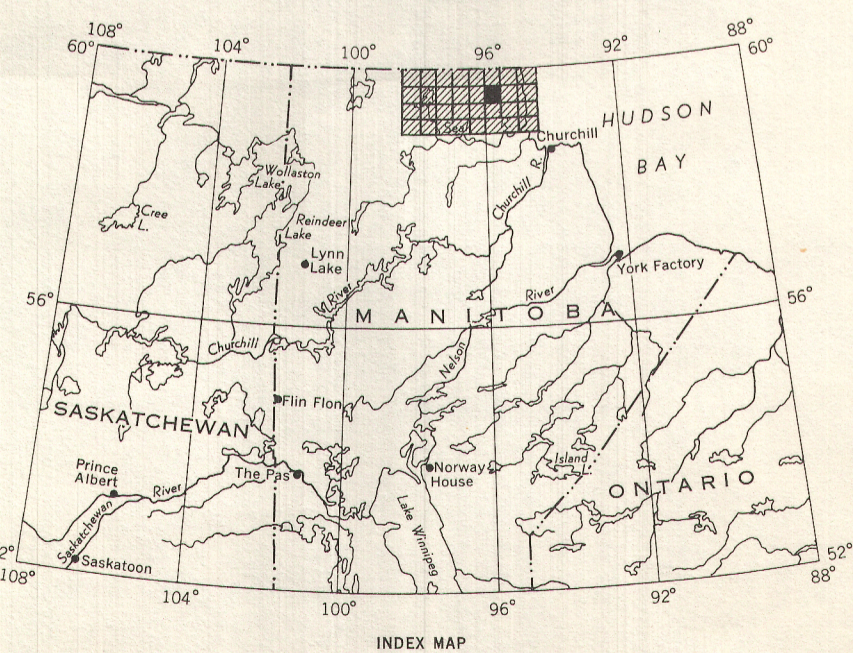 108°
104°
100°
96°
92°
88°
60°
60°
HUDSON
BAY
Seal
Churchill
Churchill R.
Wollaston
Lake
Cree
L.
Reindeer
Lake
Lynn
Lake
York Factory
River
River
56°
56°
MANITOBA
Churchill
Nelson
Flin Flon
SASKATCHEWAN
Prince
Albert
River
The Pas
Norway
House
Island
L.
ONTARIO
Lake Winnipeg
Saskatchewan
Saskatoon
2°
52°
108°
104°
100°
96°
92°
88°
INDEX MAP